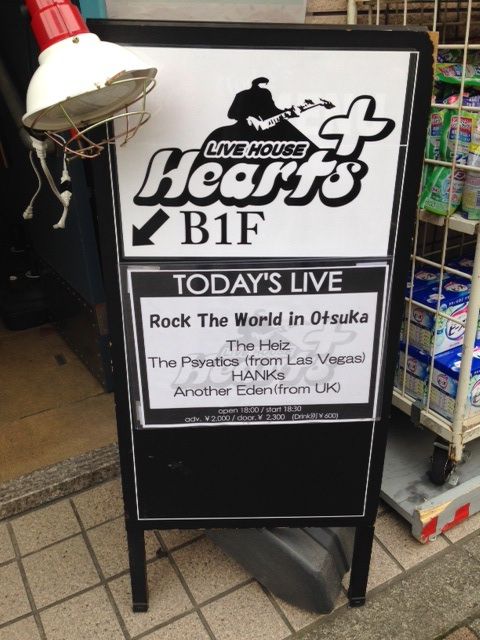 LIVE HOUSE
Hearts+
B1F
TODAY'S LIVE
Rock The World in Otsuka
The Heiz
The Psyatics (from Las Vegas)
HANKs
Another Eden(from UK)
open 18:00 / start 18:30
adv. ¥2,000 / door. ¥ 2,300 (Drink別¥600)